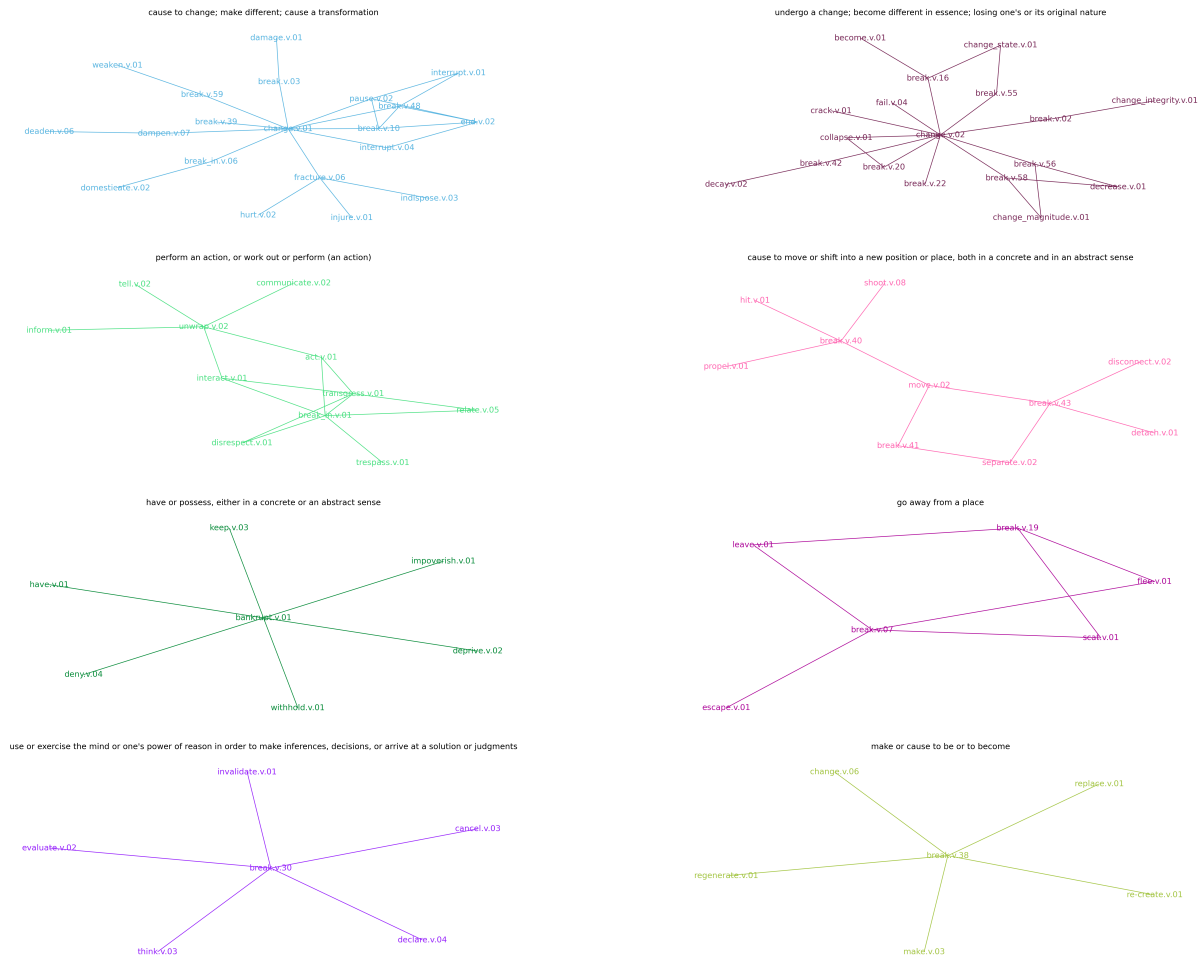 cause to change; make different; cause a transformation
damage.v.01
weaken.v.01
interrupt.v.01
break.v.03
break.v.59
pause.v.02
break.v.48
break.v.39
end.v.02
change.v.01
break.v.10
deaden.v.06
dampen.v.07
interrupt.v.04
break_in.v.06
fracture.v.06
domesticate.v.02
indispose.v.03
hurt.v.02
injure.v.01
undergo a change; become different in essence; losing one's or its original nature
become.v.01
change_state.v.01
break.v.16
break.v.55
change_integrity.v.01
fail.v.04
crack.v.01
break.v.02
change.v.02
collapse.v.01
break.v.42
break.v.56
break.v.20
break.v.58
decay.v.02
break.v.22
decrease.v.01
change_magnitude.v.01
perform an action, or work out or perform (an action)
tell.v.02
communicate.v.02
unwrap.v.02
inform.v.01
act.v.01
interact.v.01
transgress.v.01
relate.v.05
break_in.v.01
disrespect.v.01
trespass.v.01
cause to move or shift into a new position or place, both in a concrete and in an abstract sense
shoot.v.08
hit.v.01
break.v.40
disconnect.v.02
propel.v.01
move.v.02
break.v.43
detach.v.01
break.v.41
separate.v.02
have or possess, either in a concrete or an abstract sense
keep.v.03
impoverish.v.01
have.v.01
bankrupt.v.01
deprive.v.02
deny.v.04
withhold.v.01
go away from a place
break.v.19
leave.v.01
flee.v.01
break.v.07
scat.v.01
escape.v.01
use or exercise the mind or one's power of reason in order to make inferences, decisions, or arrive at a solution or judgments
invalidate.v.01
cancel.v.03
evaluate.v.02
break.v.30
declare.v.04
think.v.03
make or cause to be or to become
change.v.06
replace.v.01
break.v.38
regenerate.v.01
re-create.v.01
make.v.03